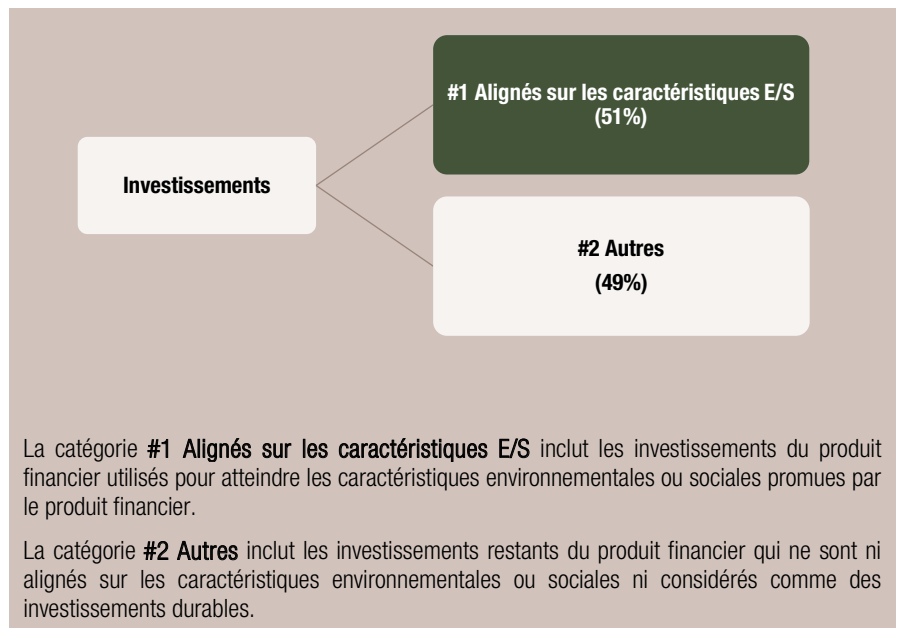 #1 Alignés sur les caractéristiques E/S
(51%)
Investissements
#2 Autres
(49%)
La catégorie #1 Alignés sur les caractéristiques E/S inclut les investissements du produit
financier utilisés pour atteindre les caractéristiques environnementales ou sociales promues par
le produit financier.
La catégorie #2 Autres inclut les investissements restants du produit financier qui ne sont ni
alignés sur les caractéristiques environnementales ou sociales ni considérés comme des
investissements durables.